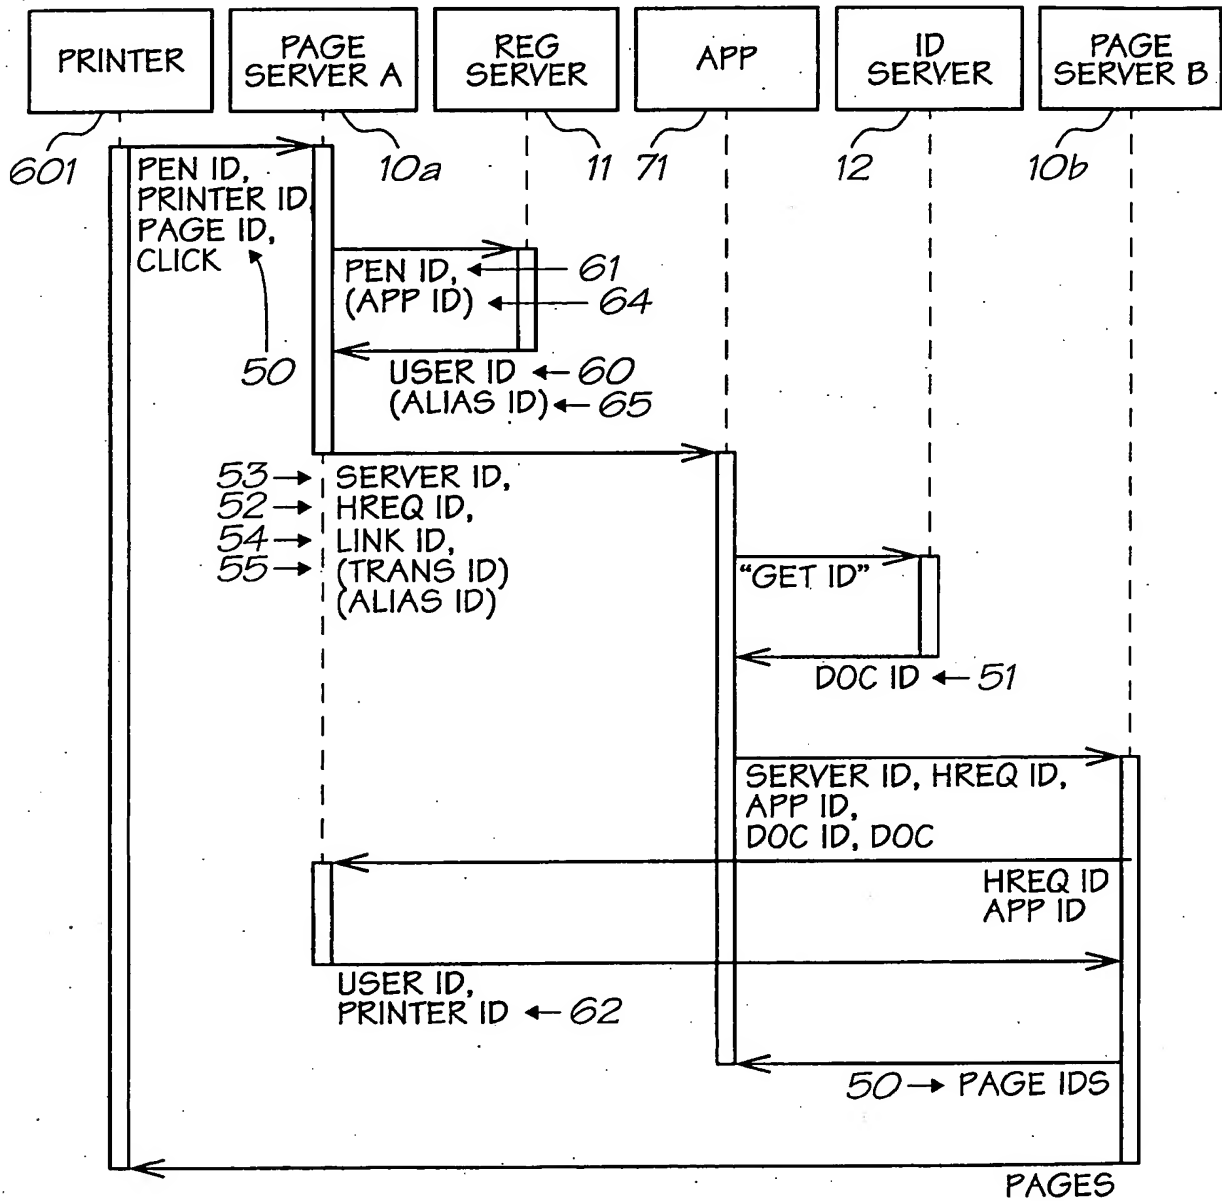 PRINTER
PAGE
SERVER A
REG
SERVER
APP
ID
SERVER
PAGE
SERVER B
601
10a
11
71
12
10b
PEN ID,
PRINTER ID,
PAGE ID,
CLICK
50
PEN ID,
61
(APP ID)
64
USER ID
60
(ALIAS ID)
65
53
SERVER ID,
52
HREQ ID,
54
LINK ID,
55
(TRANS ID)
(ALIAS ID)
"GET ID"
DOC ID
51
SERVER ID, HREQ ID,
APP ID,
DOC ID, DOC
HREQ ID
APP ID
USER ID,
PRINTER ID
62
50
PAGE IDS
PAGES